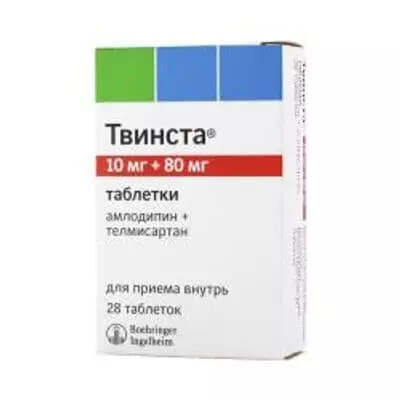 Твинста®
10 мг + 80 мг
таблетки
амлодипин +
телмисартан
для приема внутрь
28 таблеток
Boehringer
Ingelheim